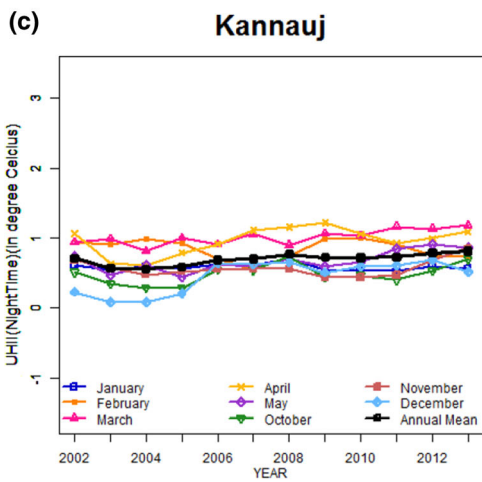 (c)
Kannauj
UHII(NightTime)(in degree Celcius)
3
2
1
0
-1
January
February
March
April
May
October
November
December
Annual Mean
2002 2004 2006 2008 2010 2012
YEAR